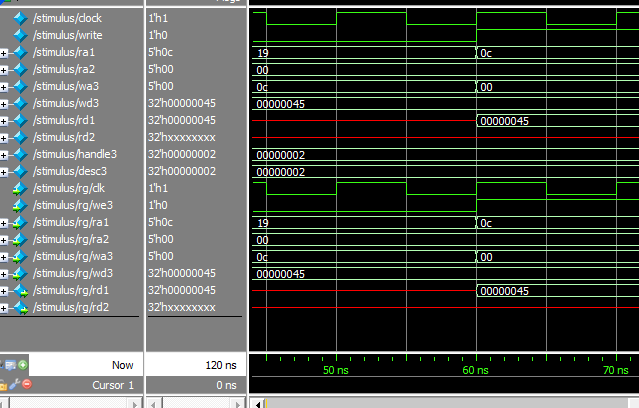 /stimulus/clock 1'h1
/stimulus/write 1'h0
/stimulus/ra1 5'h0c 19 0c
/stimulus/ra2 5'h00 00
/stimulus/wa3 5'h00 0c 00
/stimulus/wd3 32'h00000045 00000045
/stimulus/rd1 32'h00000045 00000045
/stimulus/rd2 32'hxxxxxxxx
/stimulus/handle3 32'h00000002 00000002
/stimulus/desc3 32'h00000002 00000002
/stimulus/rg/clk 1'h1
/stimulus/rg/we3 1'h0
/stimulus/rg/ra1 5'h0c 19 0c
/stimulus/rg/ra2 5'h00 00
/stimulus/rg/wa3 5'h00 0c 00
/stimulus/rg/wd3 32'h00000045 00000045
/stimulus/rg/rd1 32'h00000045 00000045
/stimulus/rg/rd2 32'hxxxxxxxx
Now 120 ns 50 ns 60 ns 70 ns
Cursor 1 0 ns